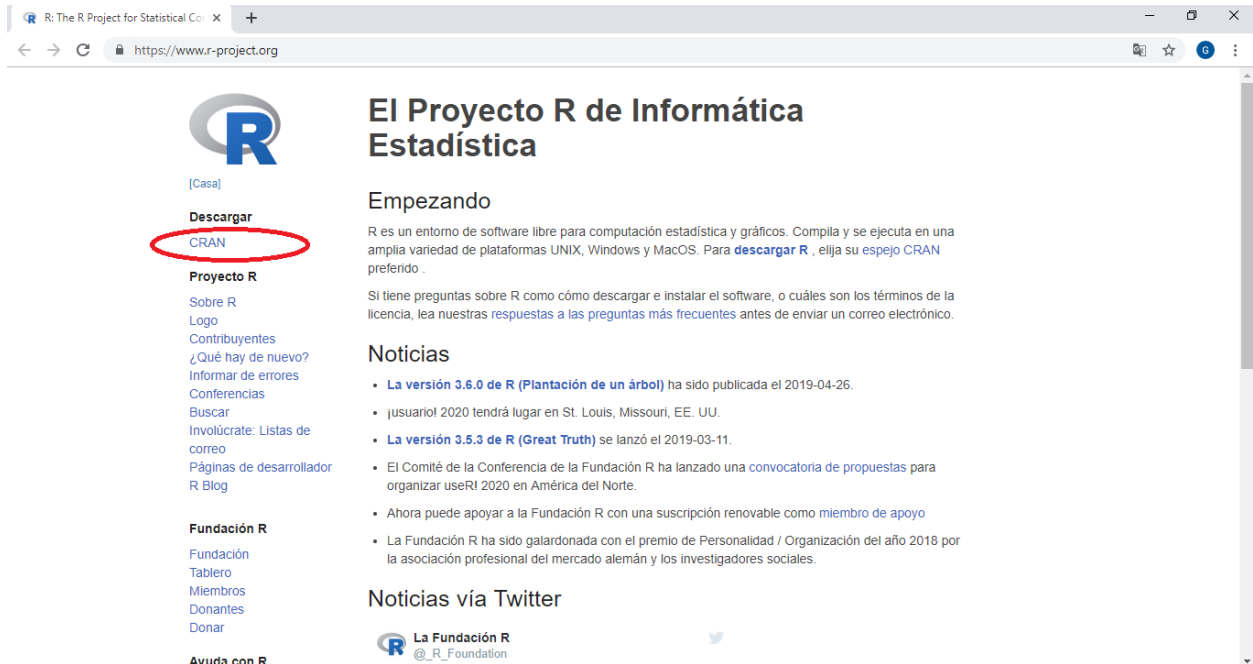 R: The R Project for Statistical Co
https://www.r-project.org
G
R
[Casa]
Descargar
CRAN
Proyecto R
Sobre R
Logo
Contribuyentes
¿Qué hay de nuevo?
Informar de errores
Conferencias
Buscar
Involúcrate: Listas de
correo
Páginas de desarrollador
R Blog
Fundación R
Fundación
Tablero
Miembros
Donantes
Donar
Ayuda con R
El Proyecto R de Informática
Estadística
Empezando
R es un entorno de software libre para computación estadística y gráficos. Compila y se ejecuta en una
amplia variedad de plataformas UNIX, Windows y MacOS. Para descargar R , elija su espejo CRAN
preferido .
Si tiene preguntas sobre R como cómo descargar e instalar el software, o cuáles son los términos de la
licencia, lea nuestras respuestas a las preguntas más frecuentes antes de enviar un correo electrónico.
Noticias
• La versión 3.6.0 de R (Plantación de un árbol) ha sido publicada el 2019-04-26.
• ¡usuario! 2020 tendrá lugar en St. Louis, Missouri, EE. UU.
• La versión 3.5.3 de R (Great Truth) se lanzó el 2019-03-11.
• El Comité de la Conferencia de la Fundación R ha lanzado una convocatoria de propuestas para
organizar useR! 2020 en América del Norte.
• Ahora puede apoyar a la Fundación R con una suscripción renovable como miembro de apoyo
• La Fundación R ha sido galardonada con el premio de Personalidad / Organización del año 2018 por
la asociación profesional del mercado alemán y los investigadores sociales.
Noticias vía Twitter
R
La Fundación R
@_R_Foundation